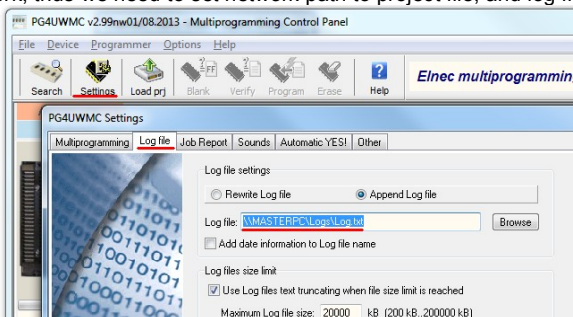 thus we need to set network path to project file, and log
PG4UWMC v2.99nw01/08.2013 - Multiprogramming Control Panel
File Device Programmer Options Help
Search Settings Load prj Blank Verify Program Erase Help
Elnec multiprogrammin
PG4UWMC Settings
Multiprogramming Log file Job Report Sounds Automatic YES! Other
Log file settings
Rewrite Log file Append Log file
Log file: \\MASTERPC\Logs\Log.txt Browse
Add date information to Log file name
Log files size limit
Use Log files text truncating when file size limit is reached
Maximum Log file size: 20000 kB (200 kB..200000 kB)